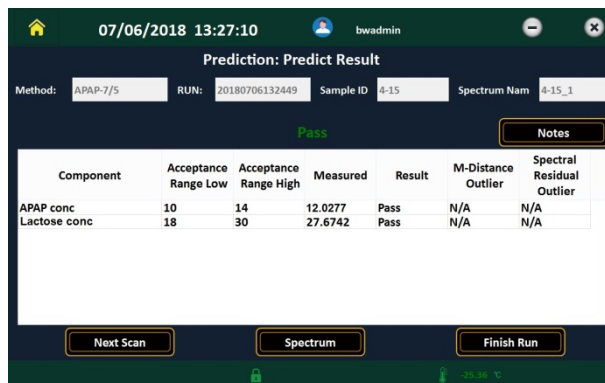 07/06/2018 13:27:10 bwadmin
Prediction: Predict Result
Method: APAP-7/5 RUN: 20180706132449 Sample ID 4-15 Spectrum Nam 4-15_1
Pass Notes
Component Acceptance Range Low Acceptance Range High Measured Result M-Distance Outlier Spectral Residual Outlier
APAP conc 10 14 12.0277 Pass N/A N/A
Lactose conc 18 30 27.6742 Pass N/A N/A
Next Scan Spectrum Finish Run
-25.36 °C